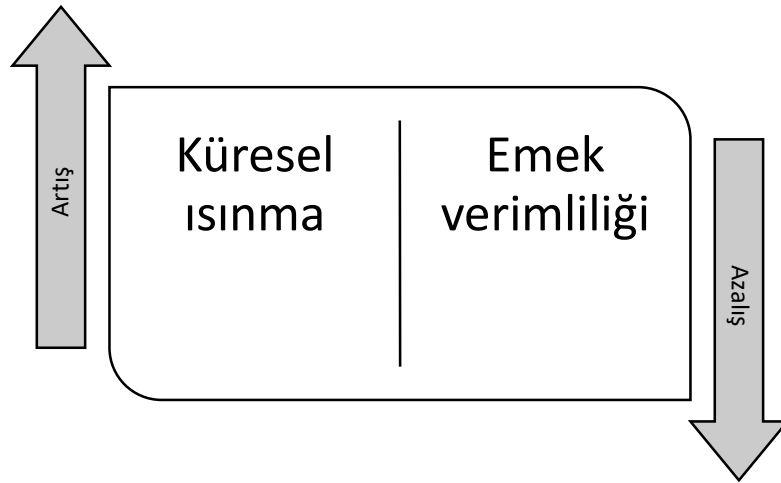 Artış
Küresel
ısınma
Emek
verimliliği
Azalış